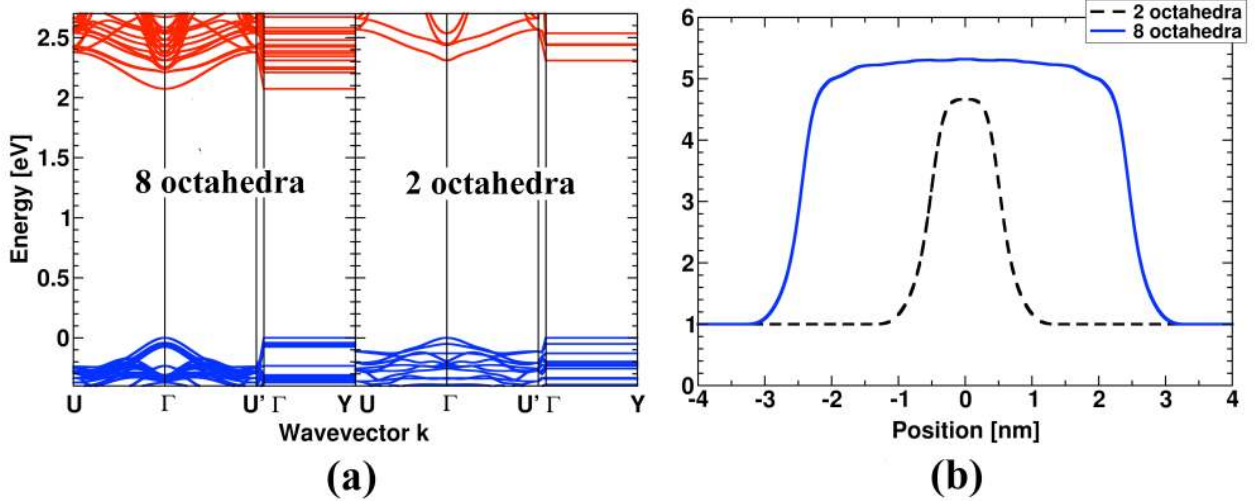 2.5
2
1.5
1
0.5
0
Energy [eV]
8 octahedra
2 octahedra
U Γ U' Γ Y U Γ U' Γ Y
Wavevector k
(a)
2 octahedra
8 octahedra
6
5
4
3
2
1
0
-4 -3 -2 -1 0 1 2 3 4
Position [nm]
(b)